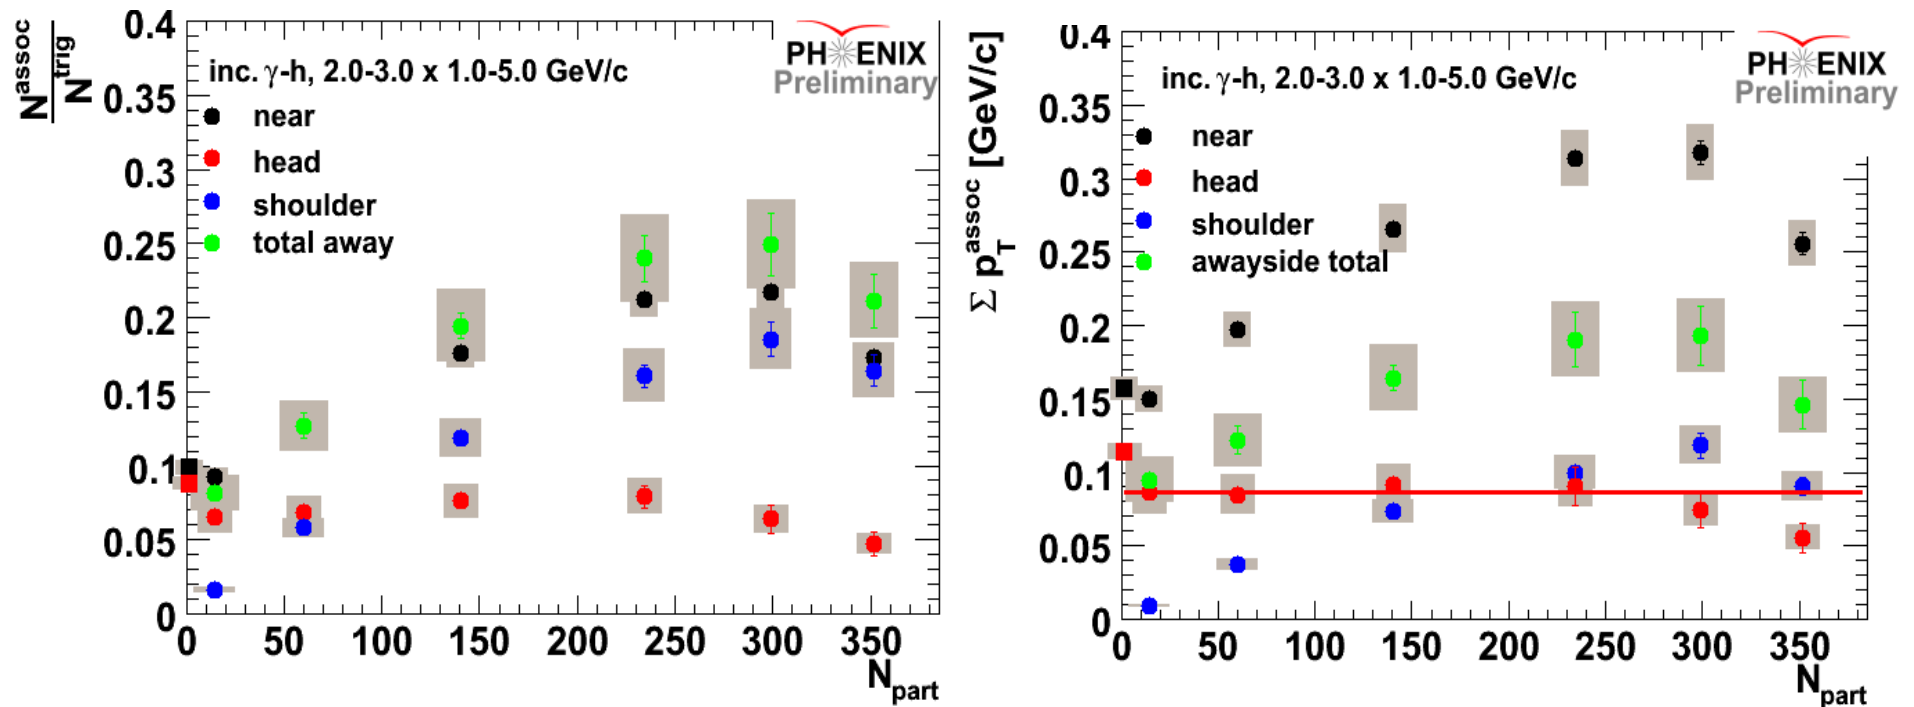 N^assoc
N^trig
0.4
0.35
0.3
0.25
0.2
0.15
0.1
0.05
0
inc. γ-h, 2.0-3.0 x 1.0-5.0 GeV/c
near
head
shoulder
total away
PHENIX
Preliminary
0 50 100 150 200 250 300 350
N_part
Σ p_T^assoc [GeV/c]
0.4
0.35
0.3
0.25
0.2
0.15
0.1
0.05
0
inc. γ-h, 2.0-3.0 x 1.0-5.0 GeV/c
near
head
shoulder
awayside total
PHENIX
Preliminary
0 50 100 150 200 250 300 350
N_part